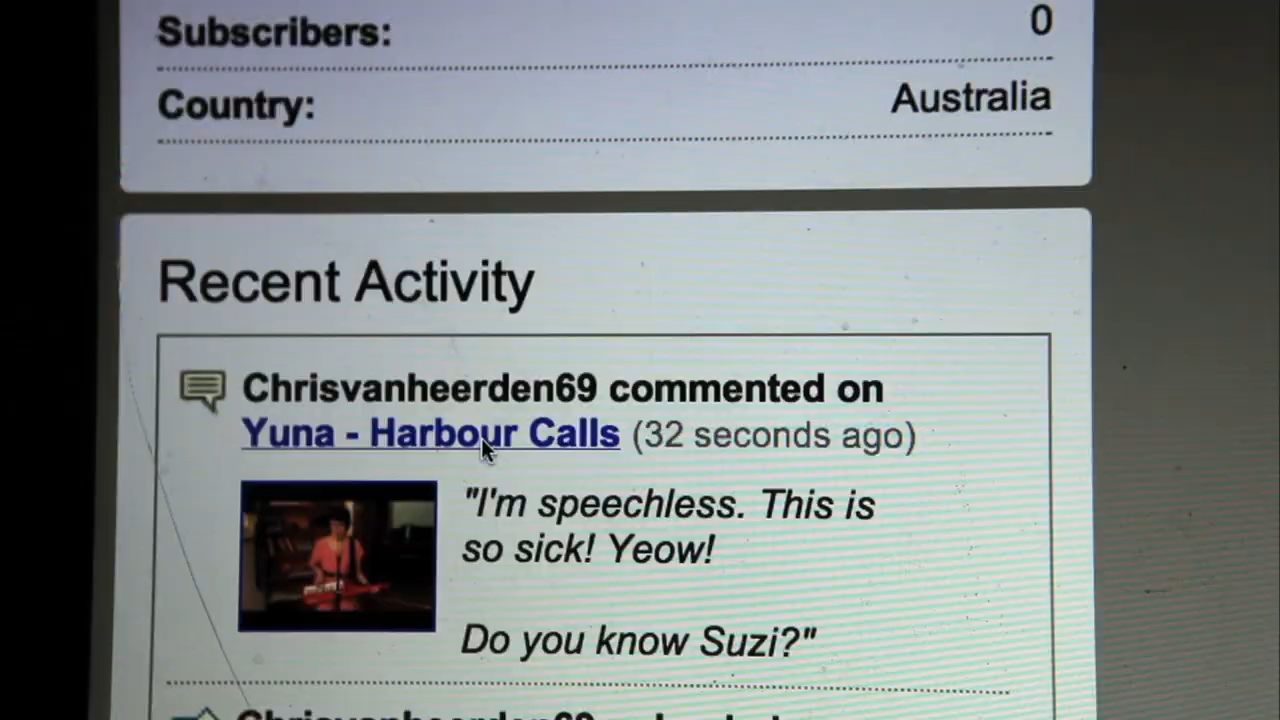 Subscribers: 0
Country: Australia
Recent Activity
Chrisvanheerden69 commented on
Yuna - Harbour Calls (32 seconds ago)
"I'm speechless. This is
so sick! Yeow!
Do you know Suzi?"
Chrisvanheerden69